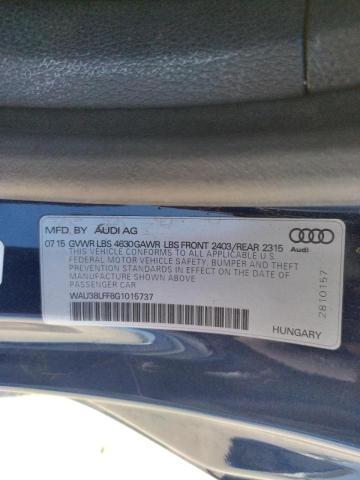 MFD. BY AUDI AG
07 15 GVWR LBS 4630 GAWR LBS FRONT 2403/REAR 2315
THIS VEHICLE CONFORMS TO ALL APPLICABLE U.S.
FEDERAL MOTOR VEHICLE SAFETY, BUMPER AND THEFT
PREVENTION STANDARDS IN EFFECT ON THE DATE OF
MANUFACTURE SHOWN ABOVE
PASSENGER CAR
WAU38LFF8G1015737
Audi
2810157
HUNGARY